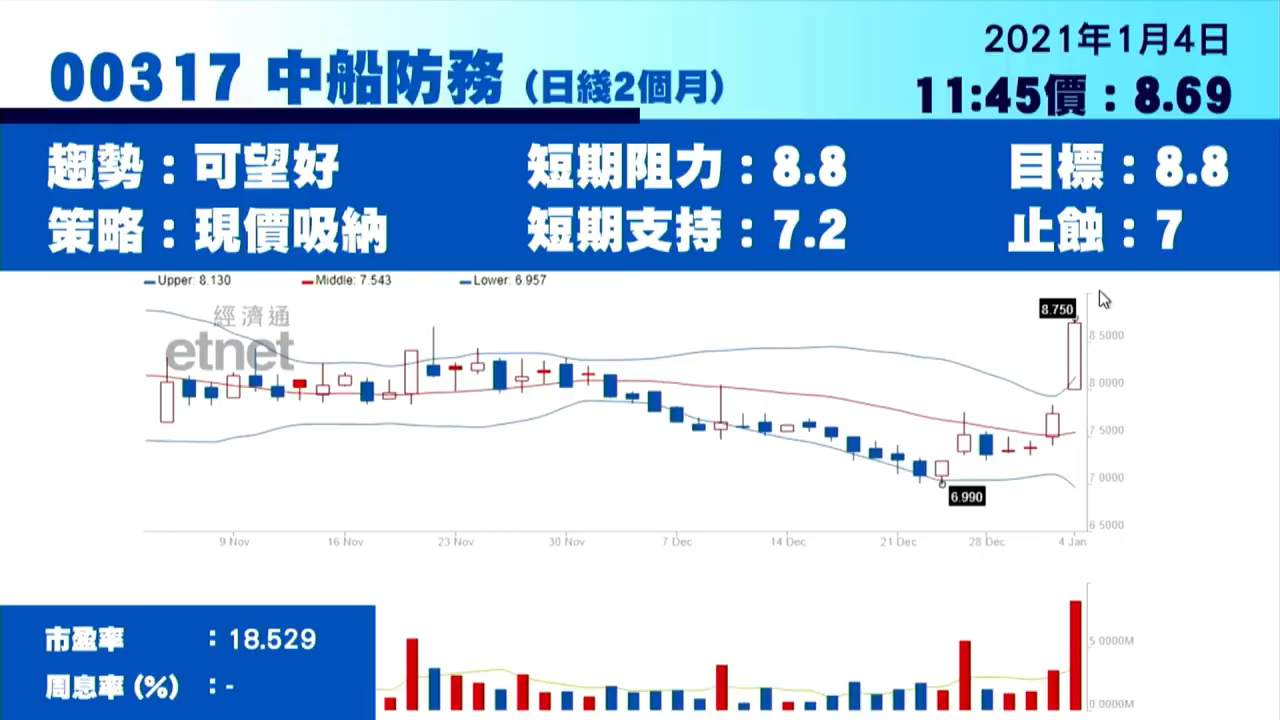 00317 中船防務 (日綫2個月)
2021年1月4日
11:45價：8.69
趨勢：可望好
短期阻力：8.8
目標：8.8
策略：現價吸納
短期支持：7.2
止蝕：7
Upper: 8.130
Middle: 7.543
Lower: 6.957
經濟通
etnet
8.750
6.990
8 5000
8 0000
7 5000
7 0000
6 5000
9 Nov
16 Nov
23 Nov
30 Nov
7 Dec
14 Dec
21 Dec
28 Dec
4 Jan
5 0000M
0 0000M
市盈率：18.529
周息率 (%)：-